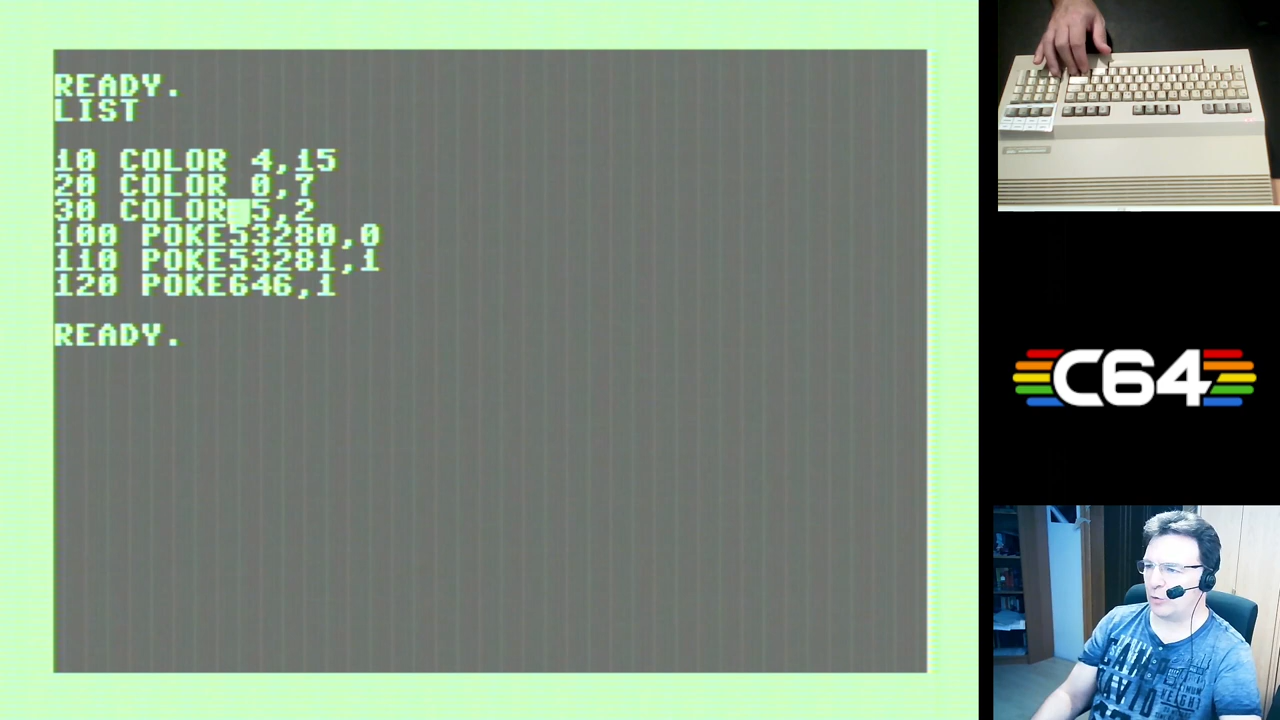 READY.
LIST
10 COLOR 4,15
20 COLOR 0,7
30 COLOR 5,2
100 POKE53280,0
110 POKE53281,1
120 POKE646,1
READY.
C64